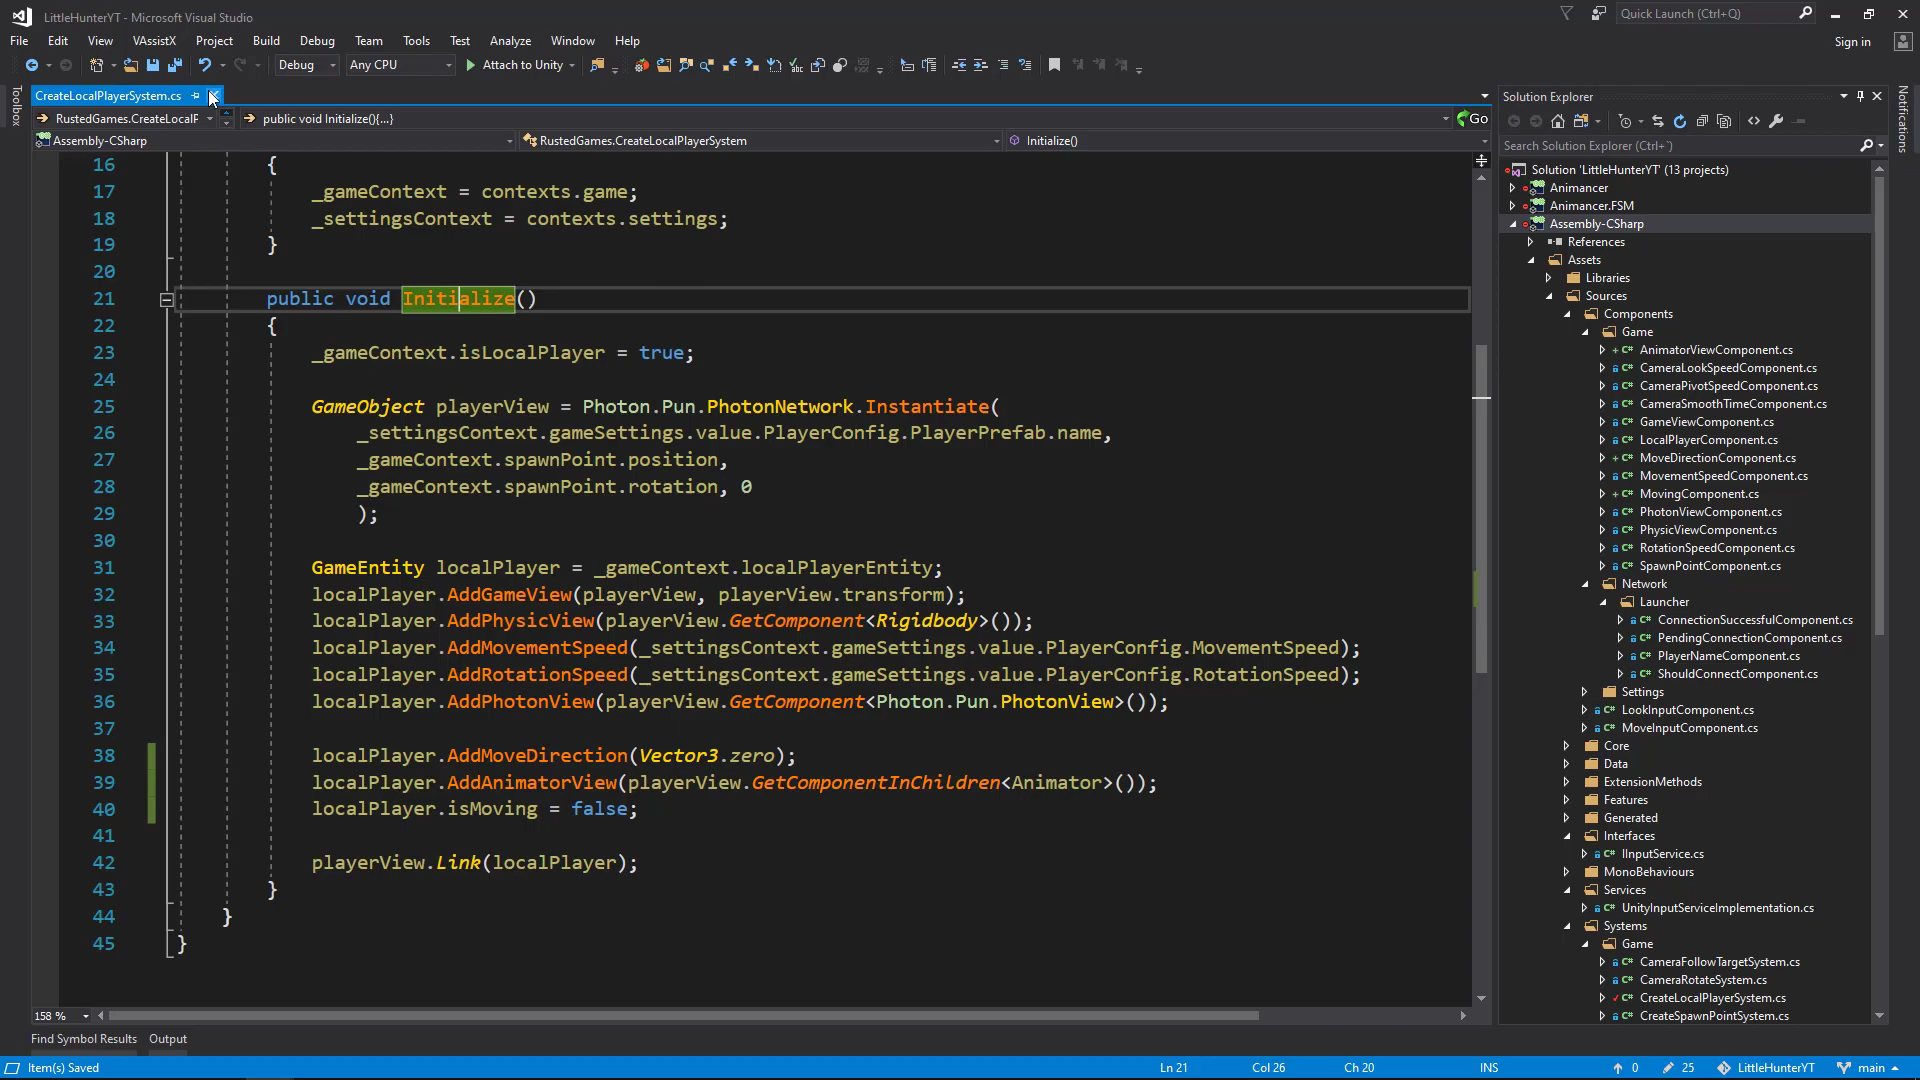 LittleHunterYT - Microsoft Visual Studio
Quick Launch (Ctrl+Q)
File Edit View VAssistX Project Build Debug Team Tools Test Analyze Window Help
Sign in
Debug Any CPU Attach to Unity
Toolbox
CreateLocalPlayerSystem.cs
RustedGames.CreateLocalF public void Initialize(){...} Go
Assembly-CSharp RustedGames.CreateLocalPlayerSystem Initialize()
16 {
17 _gameContext = contexts.game;
18 _settingsContext = contexts.settings;
19 }
20
21 public void Initialize()
22 {
23 _gameContext.isLocalPlayer = true;
24
25 GameObject playerView = Photon.Pun.PhotonNetwork.Instantiate(
26 _settingsContext.gameSettings.value.PlayerConfig.PlayerPrefab.name,
27 _gameContext.spawnPoint.position,
28 _gameContext.spawnPoint.rotation, 0
29 );
30
31 GameEntity localPlayer = _gameContext.localPlayerEntity;
32 localPlayer.AddGameView(playerView, playerView.transform);
33 localPlayer.AddPhysicView(playerView.GetComponent<Rigidbody>());
34 localPlayer.AddMovementSpeed(_settingsContext.gameSettings.value.PlayerConfig.MovementSpeed);
35 localPlayer.AddRotationSpeed(_settingsContext.gameSettings.value.PlayerConfig.RotationSpeed);
36 localPlayer.AddPhotonView(playerView.GetComponent<Photon.Pun.PhotonView>());
37
38 localPlayer.AddMoveDirection(Vector3.zero);
39 localPlayer.AddAnimatorView(playerView.GetComponentInChildren<Animator>());
40 localPlayer.isMoving = false;
41
42 playerView.Link(localPlayer);
43 }
44 }
45 }
158 %
Find Symbol Results Output
Solution Explorer
Search Solution Explorer (Ctrl+¨)
Solution 'LittleHunterYT' (13 projects)
Animancer
Animancer.FSM
Assembly-CSharp
References
Assets
Libraries
Sources
Components
Game
AnimatorViewComponent.cs
CameraLookSpeedComponent.cs
CameraPivotSpeedComponent.cs
CameraSmoothTimeComponent.cs
GameViewComponent.cs
LocalPlayerComponent.cs
MoveDirectionComponent.cs
MovementSpeedComponent.cs
MovingComponent.cs
PhotonViewComponent.cs
PhysicViewComponent.cs
RotationSpeedComponent.cs
SpawnPointComponent.cs
Network
Launcher
ConnectionSuccessfulComponent.cs
PendingConnectionComponent.cs
PlayerNameComponent.cs
ShouldConnectComponent.cs
Settings
LookInputComponent.cs
MoveInputComponent.cs
Core
Data
ExtensionMethods
Features
Generated
Interfaces
IInputService.cs
MonoBehaviours
Services
UnityInputServiceImplementation.cs
Systems
Game
CameraFollowTargetSystem.cs
CameraRotateSystem.cs
CreateLocalPlayerSystem.cs
CreateSpawnPointSystem.cs
Notifications
Item(s) Saved Ln 21 Col 26 Ch 20 INS 0 25 LittleHunterYT main